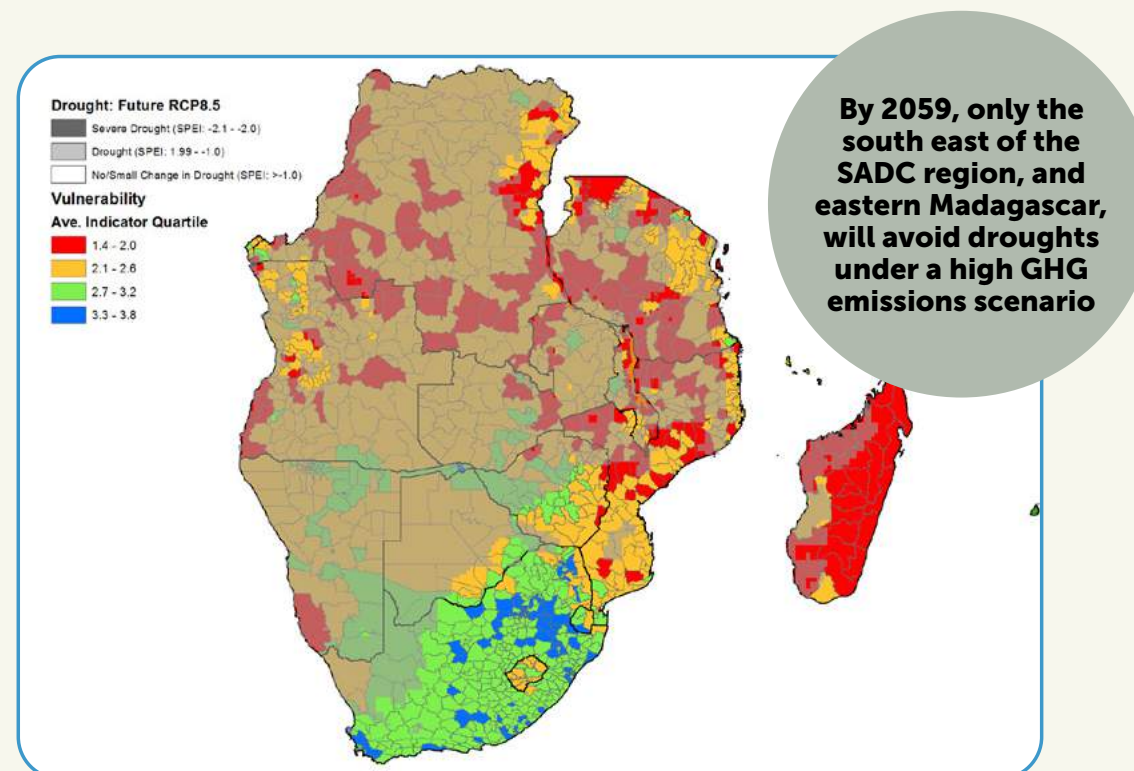 Drought: Future RCP8.5
Severe Drought (SPEI: -2.1 - -2.0)
Drought (SPEI: 1.99 - -1.0)
No/Small Change in Drought (SPEI: >-1.0)
Vulnerability
Ave. Indicator Quartile
1.4 - 2.0
2.1 - 2.6
2.7 - 3.2
3.3 - 3.8
By 2059, only the
south east of the
SADC region, and
eastern Madagascar,
will avoid droughts
under a high GHG
emissions scenario